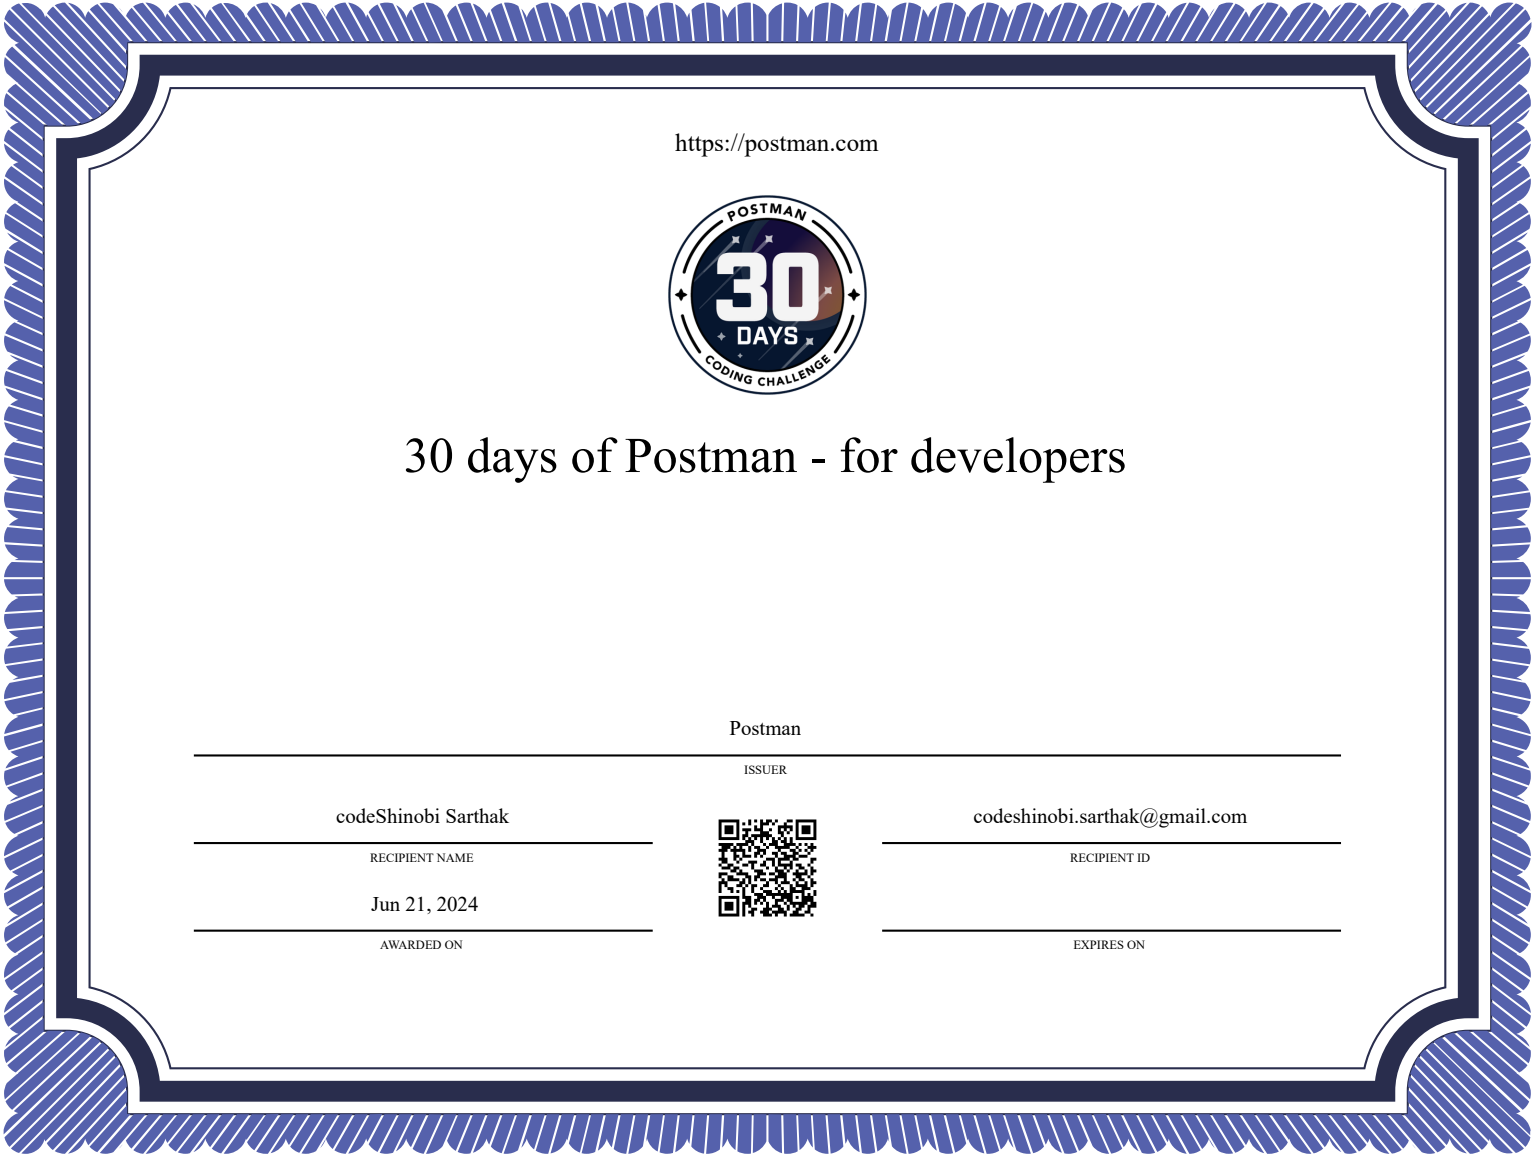 https://postman.com
POSTMAN
30
DAYS
CODING CHALLENGE
30 days of Postman - for developers
Postman
ISSUER
codeShinobi Sarthak
RECIPIENT NAME
codeshinobi.sarthak@gmail.com
RECIPIENT ID
Jun 21, 2024
AWARDED ON
EXPIRES ON